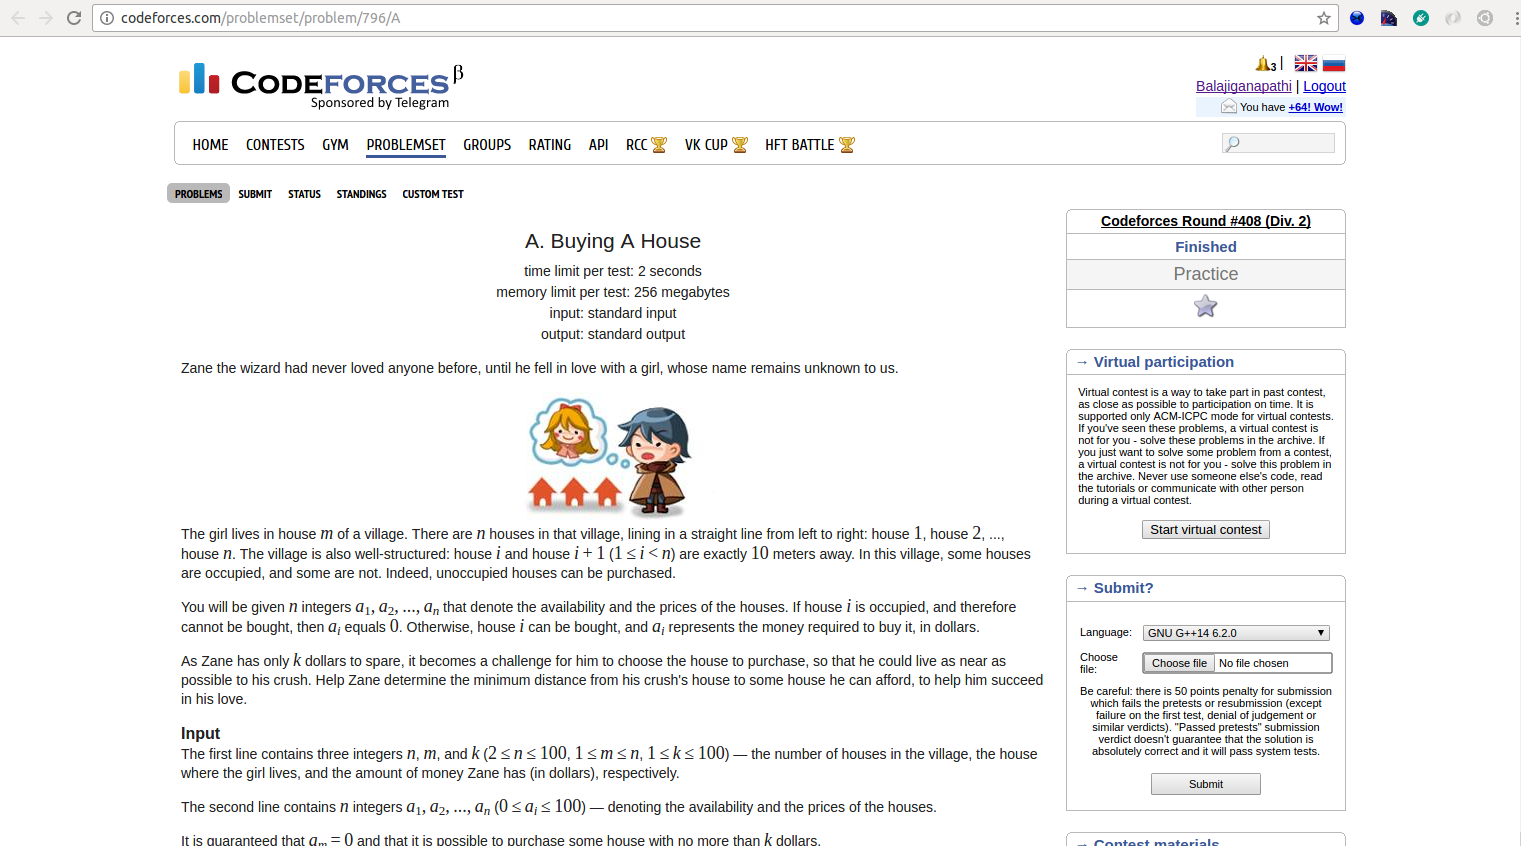 codeforces.com/problemset/problem/796/A
CODEFORCES β
Sponsored by Telegram
3 |
Balajiganapathi | Logout
You have +64! Wow!
HOME CONTESTS GYM PROBLEMSET GROUPS RATING API RCC VK CUP HFT BATTLE
PROBLEMS SUBMIT STATUS STANDINGS CUSTOM TEST
A. Buying A House
time limit per test: 2 seconds
memory limit per test: 256 megabytes
input: standard input
output: standard output
Zane the wizard had never loved anyone before, until he fell in love with a girl, whose name remains unknown to us.
The girl lives in house m of a village. There are n houses in that village, lining in a straight line from left to right: house 1, house 2, ...,
house n. The village is also well-structured: house i and house i + 1 (1 ≤ i < n) are exactly 10 meters away. In this village, some houses
are occupied, and some are not. Indeed, unoccupied houses can be purchased.
You will be given n integers a1, a2, ..., an that denote the availability and the prices of the houses. If house i is occupied, and therefore
cannot be bought, then ai equals 0. Otherwise, house i can be bought, and ai represents the money required to buy it, in dollars.
As Zane has only k dollars to spare, it becomes a challenge for him to choose the house to purchase, so that he could live as near as
possible to his crush. Help Zane determine the minimum distance from his crush's house to some house he can afford, to help him succeed
in his love.
Input
The first line contains three integers n, m, and k (2 ≤ n ≤ 100, 1 ≤ m ≤ n, 1 ≤ k ≤ 100) — the number of houses in the village, the house
where the girl lives, and the amount of money Zane has (in dollars), respectively.
The second line contains n integers a1, a2, ..., an (0 ≤ ai ≤ 100) — denoting the availability and the prices of the houses.
It is guaranteed that am = 0 and that it is possible to purchase some house with no more than k dollars.
Codeforces Round #408 (Div. 2)
Finished
Practice
→ Virtual participation
Virtual contest is a way to take part in past contest,
as close as possible to participation on time. It is
supported only ACM-ICPC mode for virtual contests.
If you've seen these problems, a virtual contest is
not for you - solve these problems in the archive. If
you just want to solve some problem from a contest,
a virtual contest is not for you - solve this problem in
the archive. Never use someone else's code, read
the tutorials or communicate with other person
during a virtual contest.
Start virtual contest
→ Submit?
Language: GNU G++14 6.2.0
Choose
file: Choose file No file chosen
Be careful: there is 50 points penalty for submission
which fails the pretests or resubmission (except
failure on the first test, denial of judgement or
similar verdicts). "Passed pretests" submission
verdict doesn't guarantee that the solution is
absolutely correct and it will pass system tests.
Submit
→ Contest materials